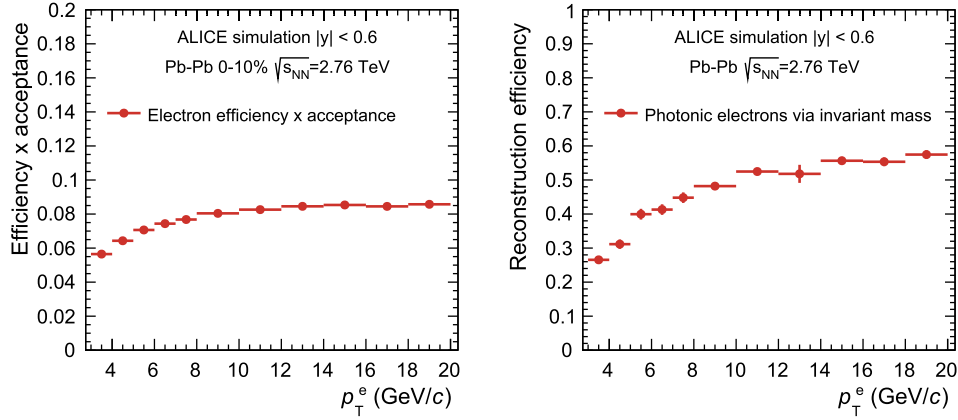 Efficiency x acceptance
0.2
0.18
0.16
0.14
0.12
0.1
0.08
0.06
0.04
0.02
0
ALICE simulation |y| < 0.6
Pb-Pb 0-10% √s_NN=2.76 TeV
Electron efficiency x acceptance
4 6 8 10 12 14 16 18 20
p_T^e (GeV/c)
Reconstruction efficiency
1
0.9
0.8
0.7
0.6
0.5
0.4
0.3
0.2
0.1
0
ALICE simulation |y| < 0.6
Pb-Pb √s_NN=2.76 TeV
Photonic electrons via invariant mass
4 6 8 10 12 14 16 18 20
p_T^e (GeV/c)